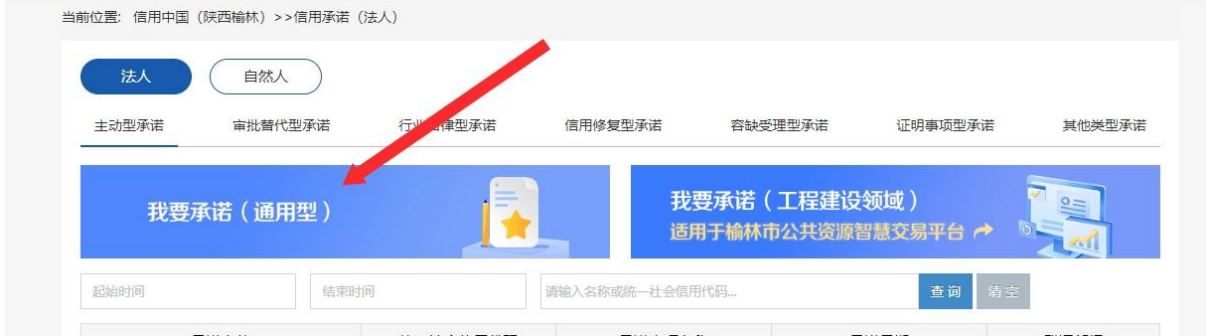 当前位置: 信用中国（陕西榆林）>>信用承诺（法人）
法人 自然人
主动型承诺 审批替代型承诺 行业自律型承诺 信用修复型承诺 容缺受理型承诺 证明事项型承诺 其他类型承诺
我要承诺（通用型）
我要承诺（工程建设领域）
适用于榆林市公共资源智慧交易平台
起始时间 结束时间 请输入名称或统一社会信用代码... 查询 清空